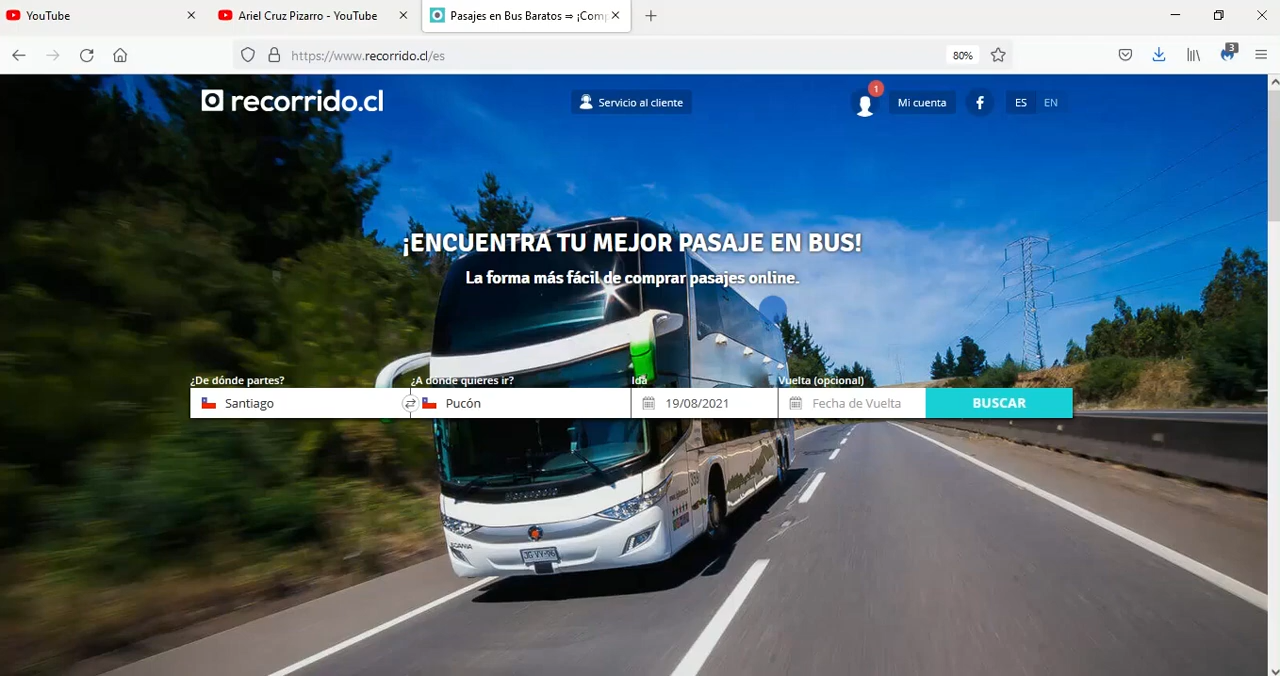 YouTube
Ariel Cruz Pizarro - YouTube
Pasajes en Bus Baratos ⇒ ¡Comp
https://www.recorrido.cl/es
80%
3
recorrido.cl
Servicio al cliente
1
Mi cuenta
ES
EN
¡ENCUENTRA TU MEJOR PASAJE EN BUS!
La forma más fácil de comprar pasajes online.
¿De dónde partes?
¿A donde quieres ir?
Ida
Vuelta (opcional)
Santiago
Pucón
19/08/2021
Fecha de Vuelta
BUSCAR
SCANIA